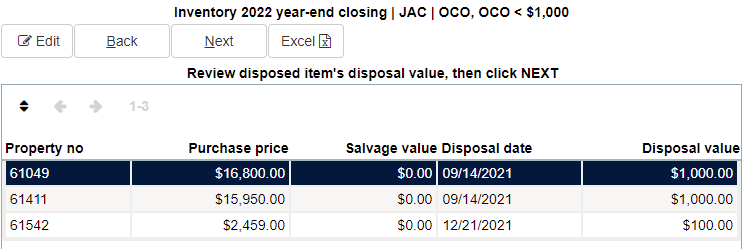 Inventory 2022 year-end closing | JAC | OCO, OCO < $1,000
Edit Back Next Excel
Review disposed item's disposal value, then click NEXT
1-3
Property no Purchase price Salvage value Disposal date Disposal value
61049 $16,800.00 $0.00 09/14/2021 $1,000.00
61411 $15,950.00 $0.00 09/14/2021 $1,000.00
61542 $2,459.00 $0.00 12/21/2021 $100.00